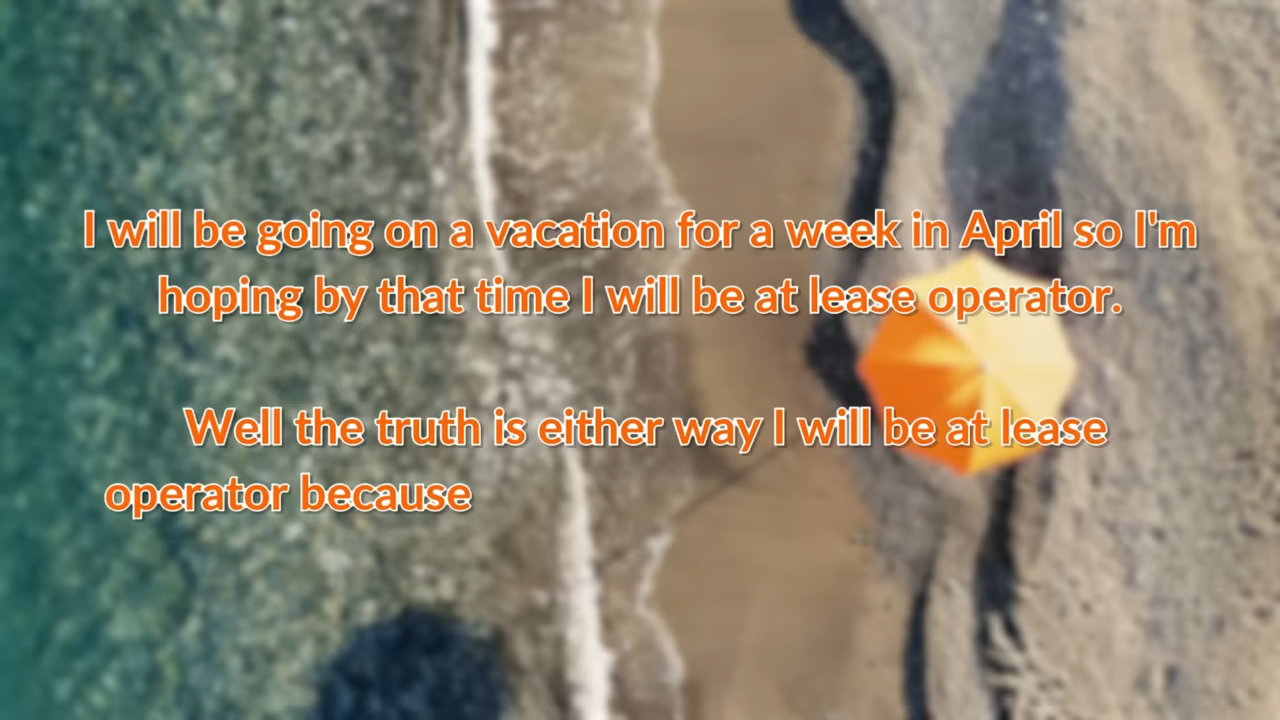 I will be going on a vacation for a week in April so I'm
hoping by that time I will be at lease operator.
Well the truth is either way I will be at lease
operator because